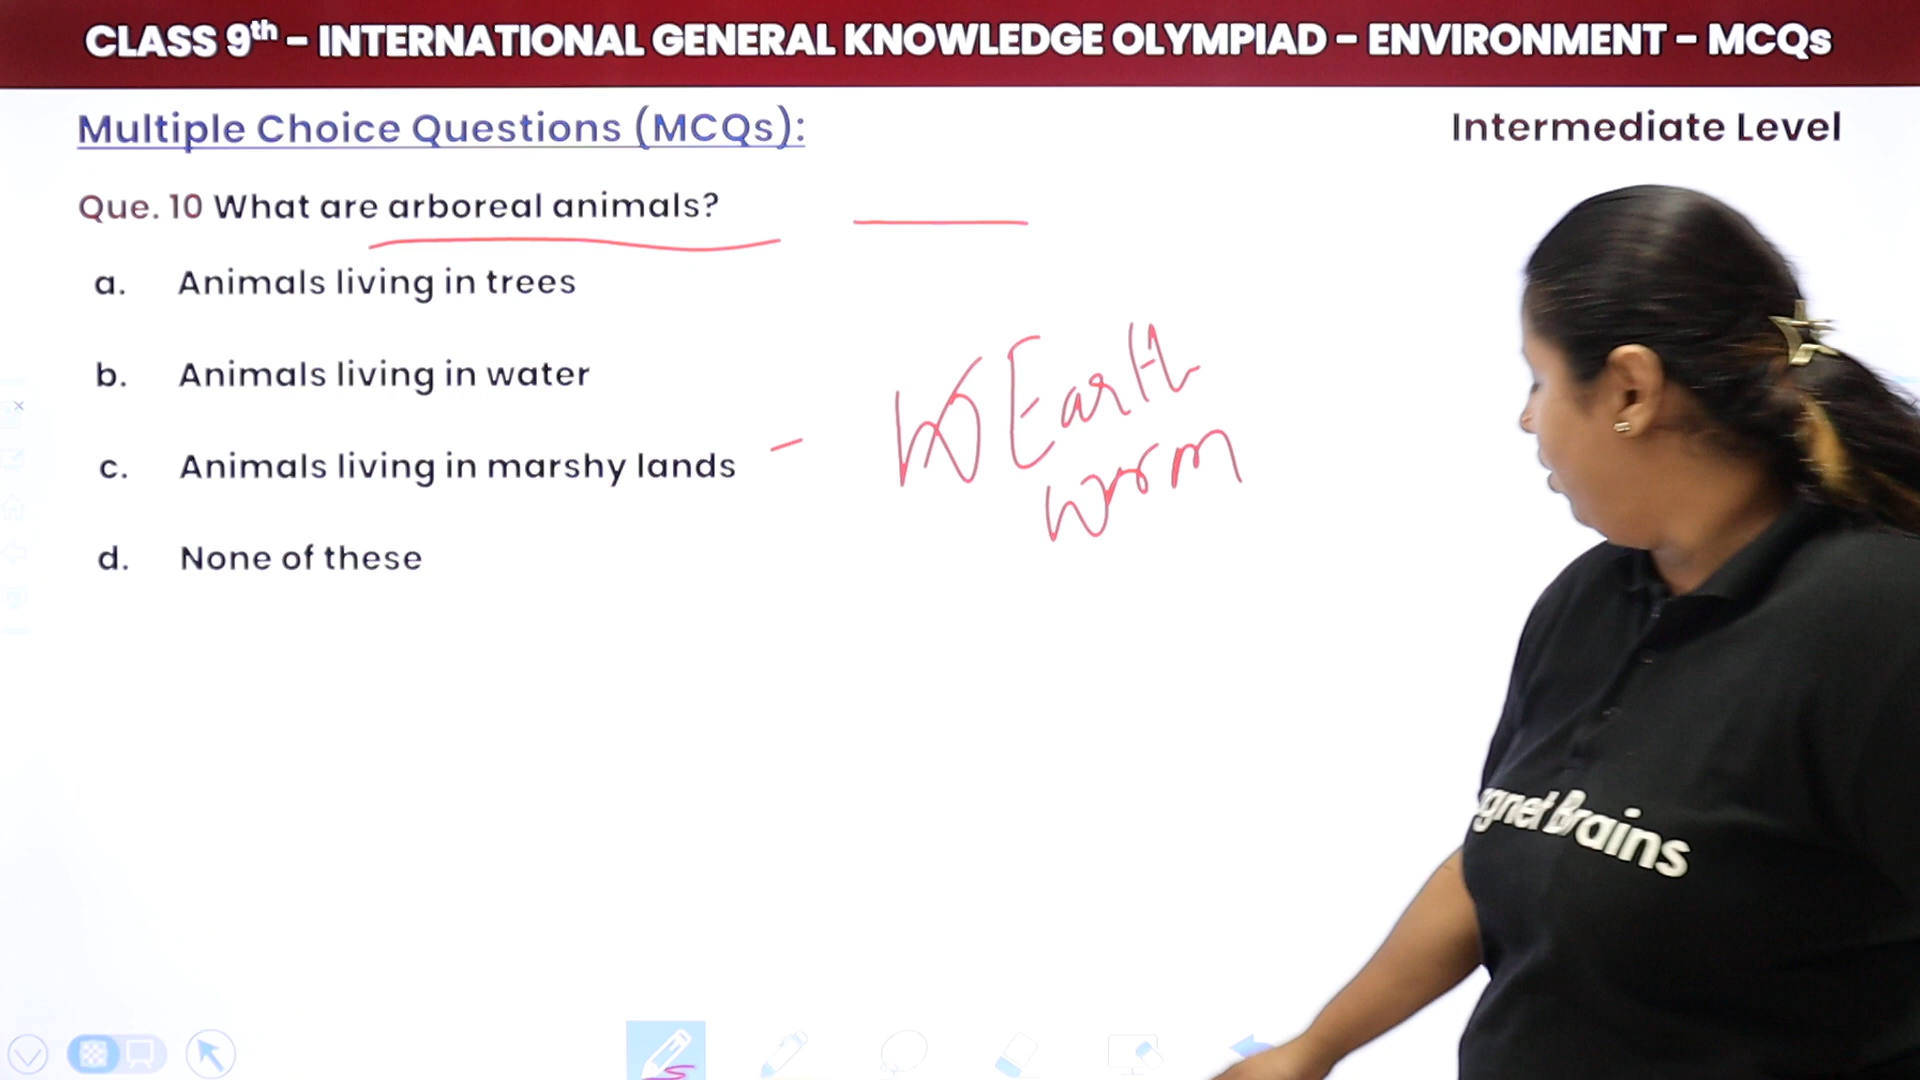 CLASS 9th – INTERNATIONAL GENERAL KNOWLEDGE OLYMPIAD – ENVIRONMENT – MCQs
Multiple Choice Questions (MCQs):
Intermediate Level
Que. 10 What are arboreal animals?
a. Animals living in trees
b. Animals living in water
c. Animals living in marshy lands
d. None of these
Earth
worm
gnet Brains